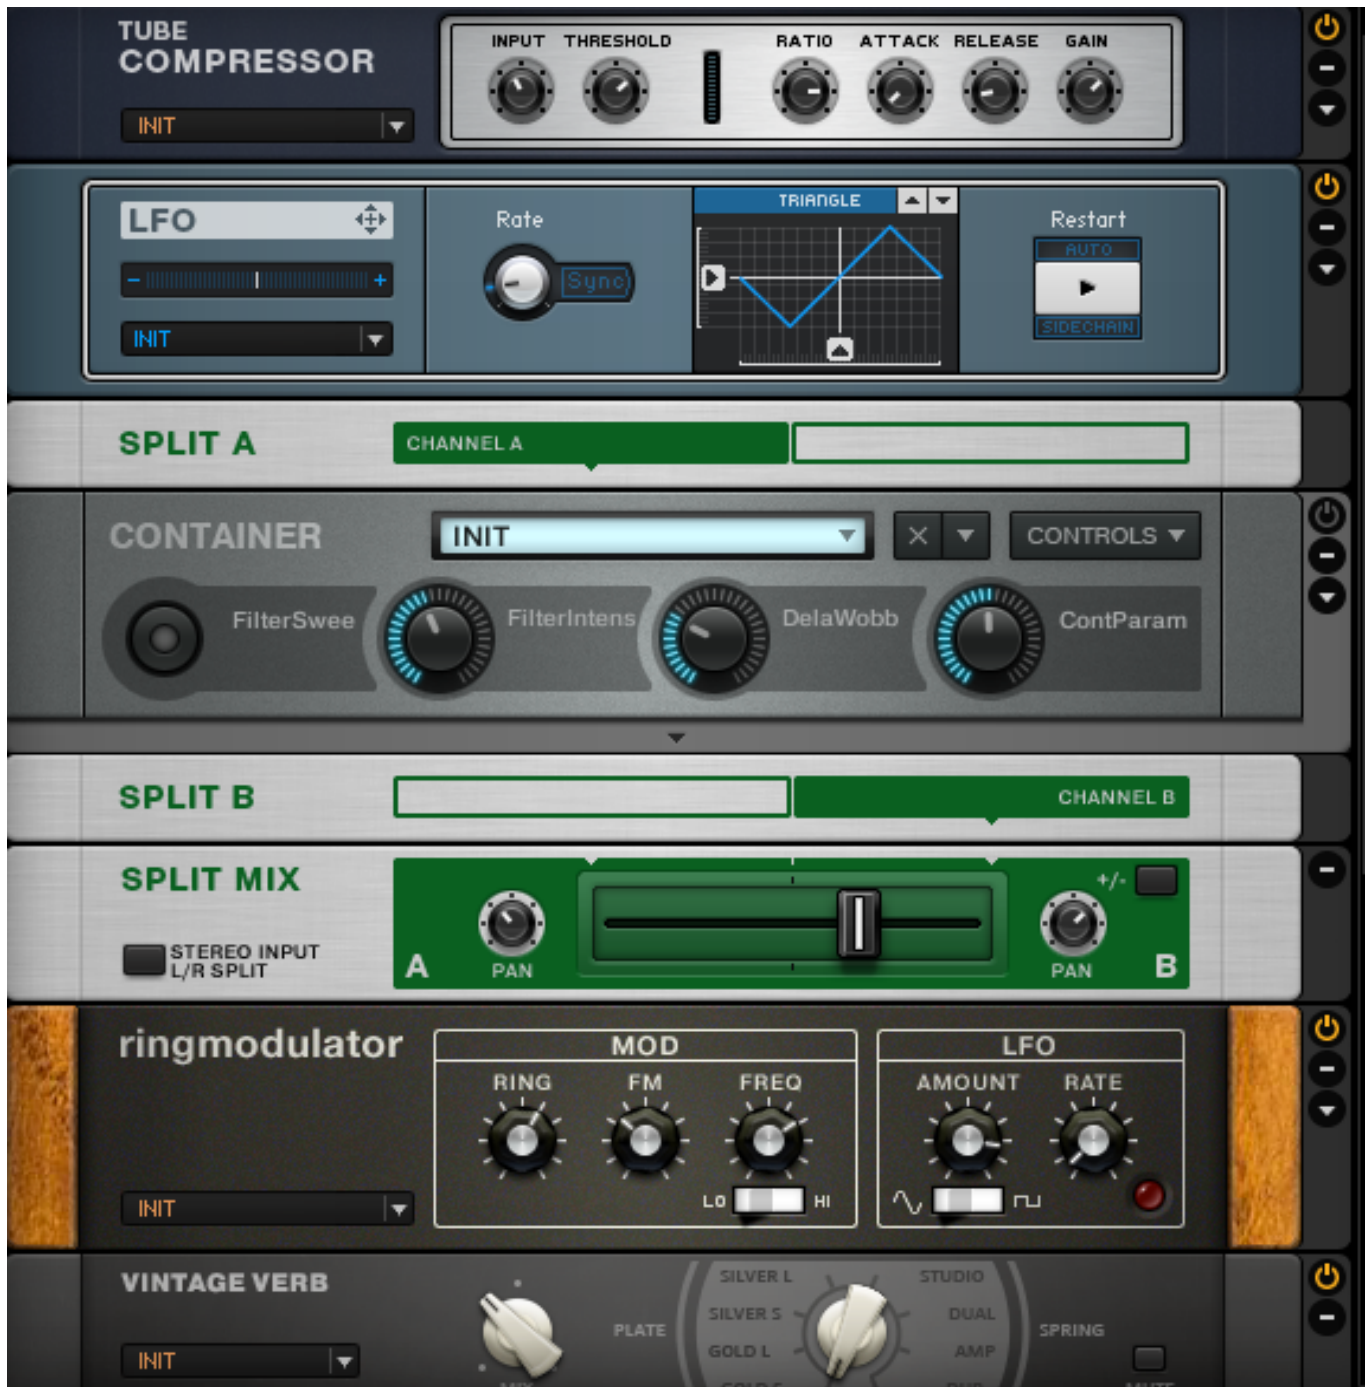 TUBE
COMPRESSOR
INPUT THRESHOLD RATIO ATTACK RELEASE GAIN
INIT
LFO
- +
INIT
Rate
Sync
TRIANGLE
Restart
AUTO
SIDECHAIN
SPLIT A
CHANNEL A
CONTAINER
INIT
CONTROLS
FilterSwee FilterIntens DelaWobb ContParam
SPLIT B
CHANNEL B
SPLIT MIX
STEREO INPUT
L/R SPLIT
A
PAN
+/-
PAN
B
ringmodulator
MOD
RING FM FREQ
LO HI
LFO
AMOUNT RATE
INIT
VINTAGE VERB
INIT
PLATE
SILVER L
SILVER S
GOLD L
STUDIO
DUAL
AMP
SPRING